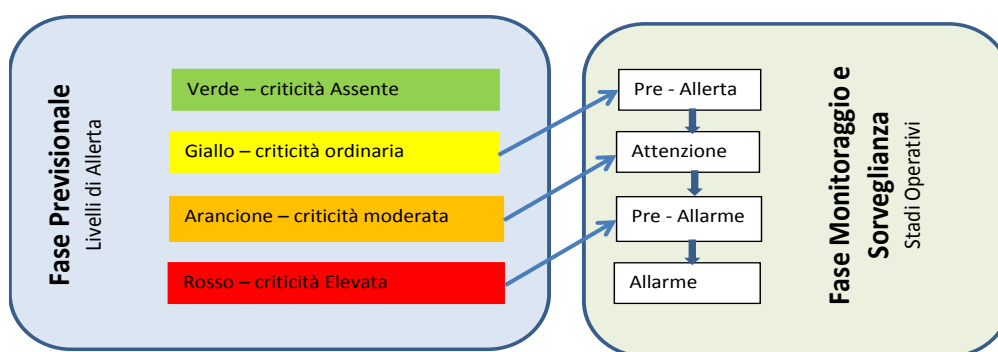 Fase Previsionale
Livelli di Allerta
Verde – criticità Assente
Giallo – criticità ordinaria
Arancione – criticità moderata
Rosso – criticità Elevata
Pre - Allerta
Attenzione
Pre - Allarme
Allarme
Fase Monitoraggio e
Sorveglianza
Stadi Operativi